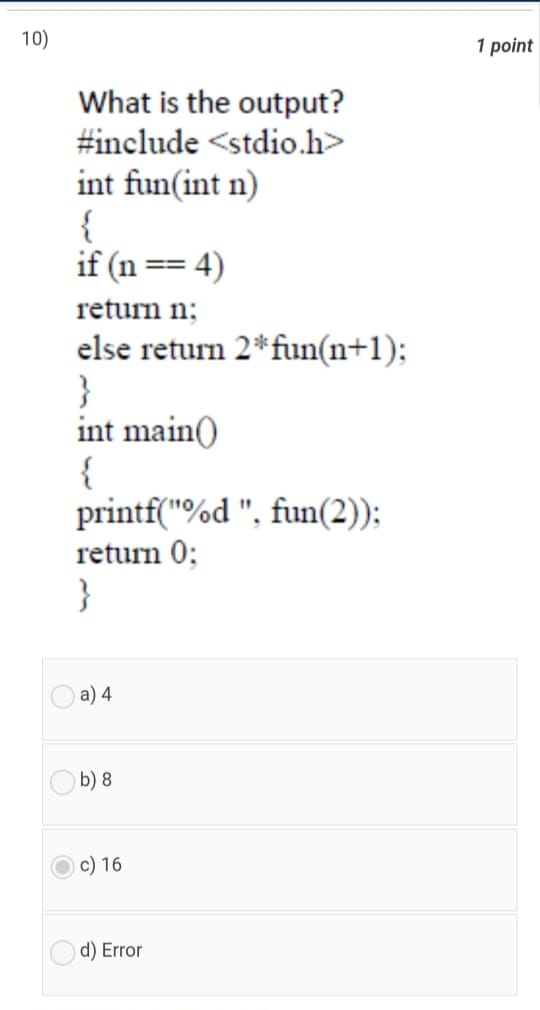 10)
1 point
What is the output?
#include <stdio.h>
int fun(int n)
{
if (n == 4)
return n;
else return 2*fun(n+1);
}
int main()
{
printf("%d ", fun(2));
return 0;
}
a) 4
b) 8
c) 16
d) Error